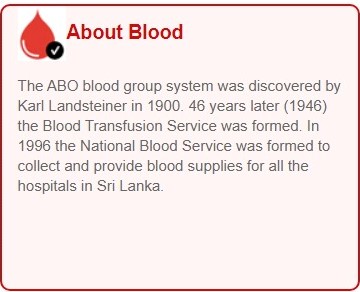 About Blood
The ABO blood group system was discovered by
Karl Landsteiner in 1900. 46 years later (1946)
the Blood Transfusion Service was formed. In
1996 the National Blood Service was formed to
collect and provide blood supplies for all the
hospitals in Sri Lanka.